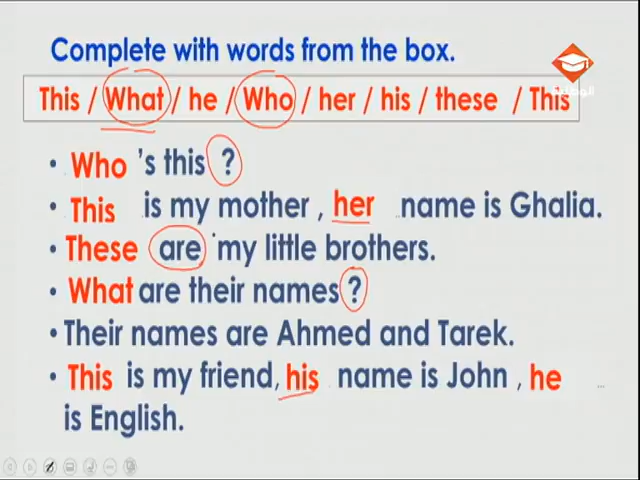 Complete with words from the box.
This / What / he / Who / her / his / these / This
• Who 's this ?
• This is my mother , her name is Ghalia.
• These are my little brothers.
• What are their names ?
• Their names are Ahmed and Tarek.
• This is my friend, his name is John , he
is English.